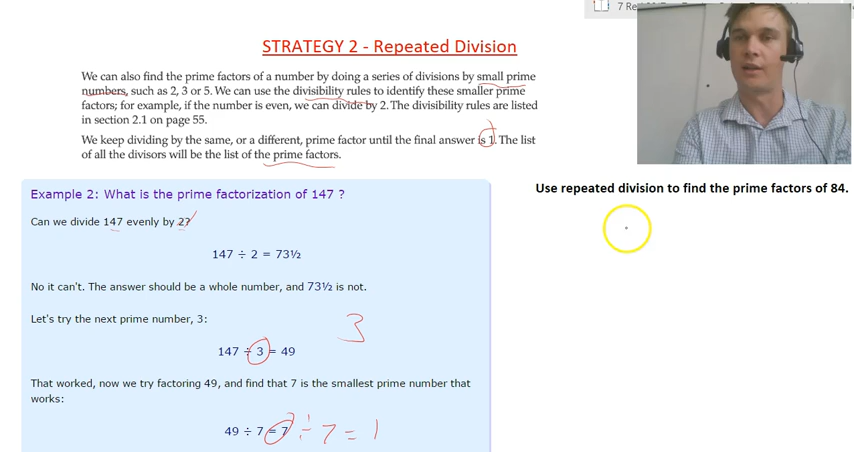 STRATEGY 2 - Repeated Division
We can also find the prime factors of a number by doing a series of divisions by small prime
numbers, such as 2, 3 or 5. We can use the divisibility rules to identify these smaller prime
factors; for example, if the number is even, we can divide by 2. The divisibility rules are listed
in section 2.1 on page 55.
We keep dividing by the same, or a different, prime factor until the final answer is 1. The list
of all the divisors will be the list of the prime factors.
Example 2: What is the prime factorization of 147 ?
Can we divide 147 evenly by 2?
147 ÷ 2 = 73½
No it can't. The answer should be a whole number, and 73½ is not.
Let's try the next prime number, 3:
3
147 ÷ 3 = 49
That worked, now we try factoring 49, and find that 7 is the smallest prime number that
works:
49 ÷ 7 = 7 ÷ 7 = 1
Use repeated division to find the prime factors of 84.